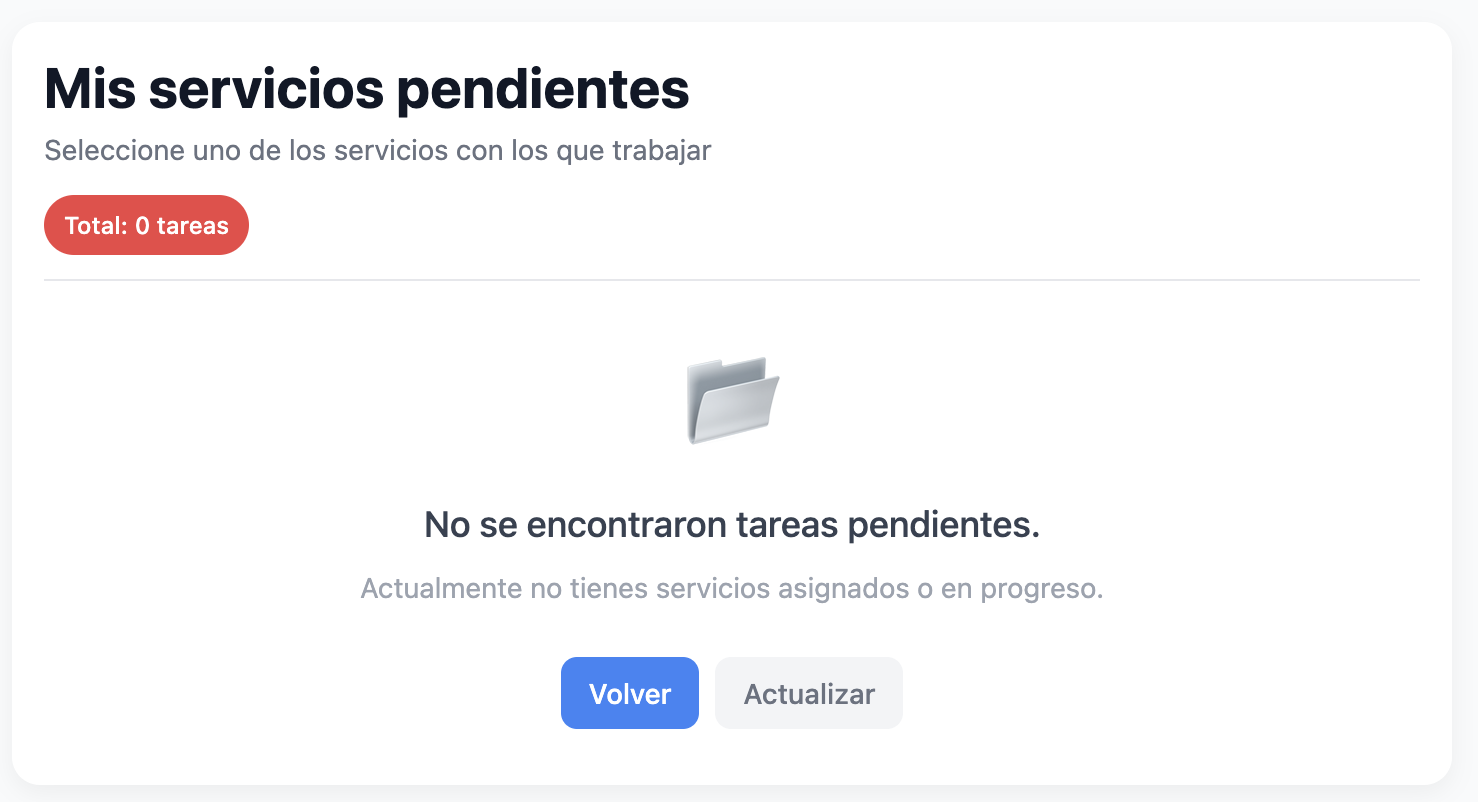 Mis servicios pendientes
Seleccione uno de los servicios con los que trabajar
Total: 0 tareas
No se encontraron tareas pendientes.
Actualmente no tienes servicios asignados o en progreso.
Volver
Actualizar